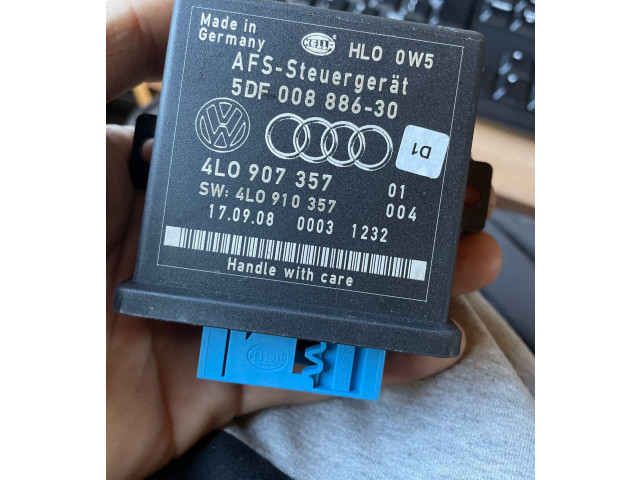 Made in
Germany
HELLA
HLO 0W5
AFS-Steuergerät
5DF 008 886-30
D1
4L0 907 357 01
SW: 4L0 910 357 004
17.09.08 0003 1232
Handle with care
HELLA